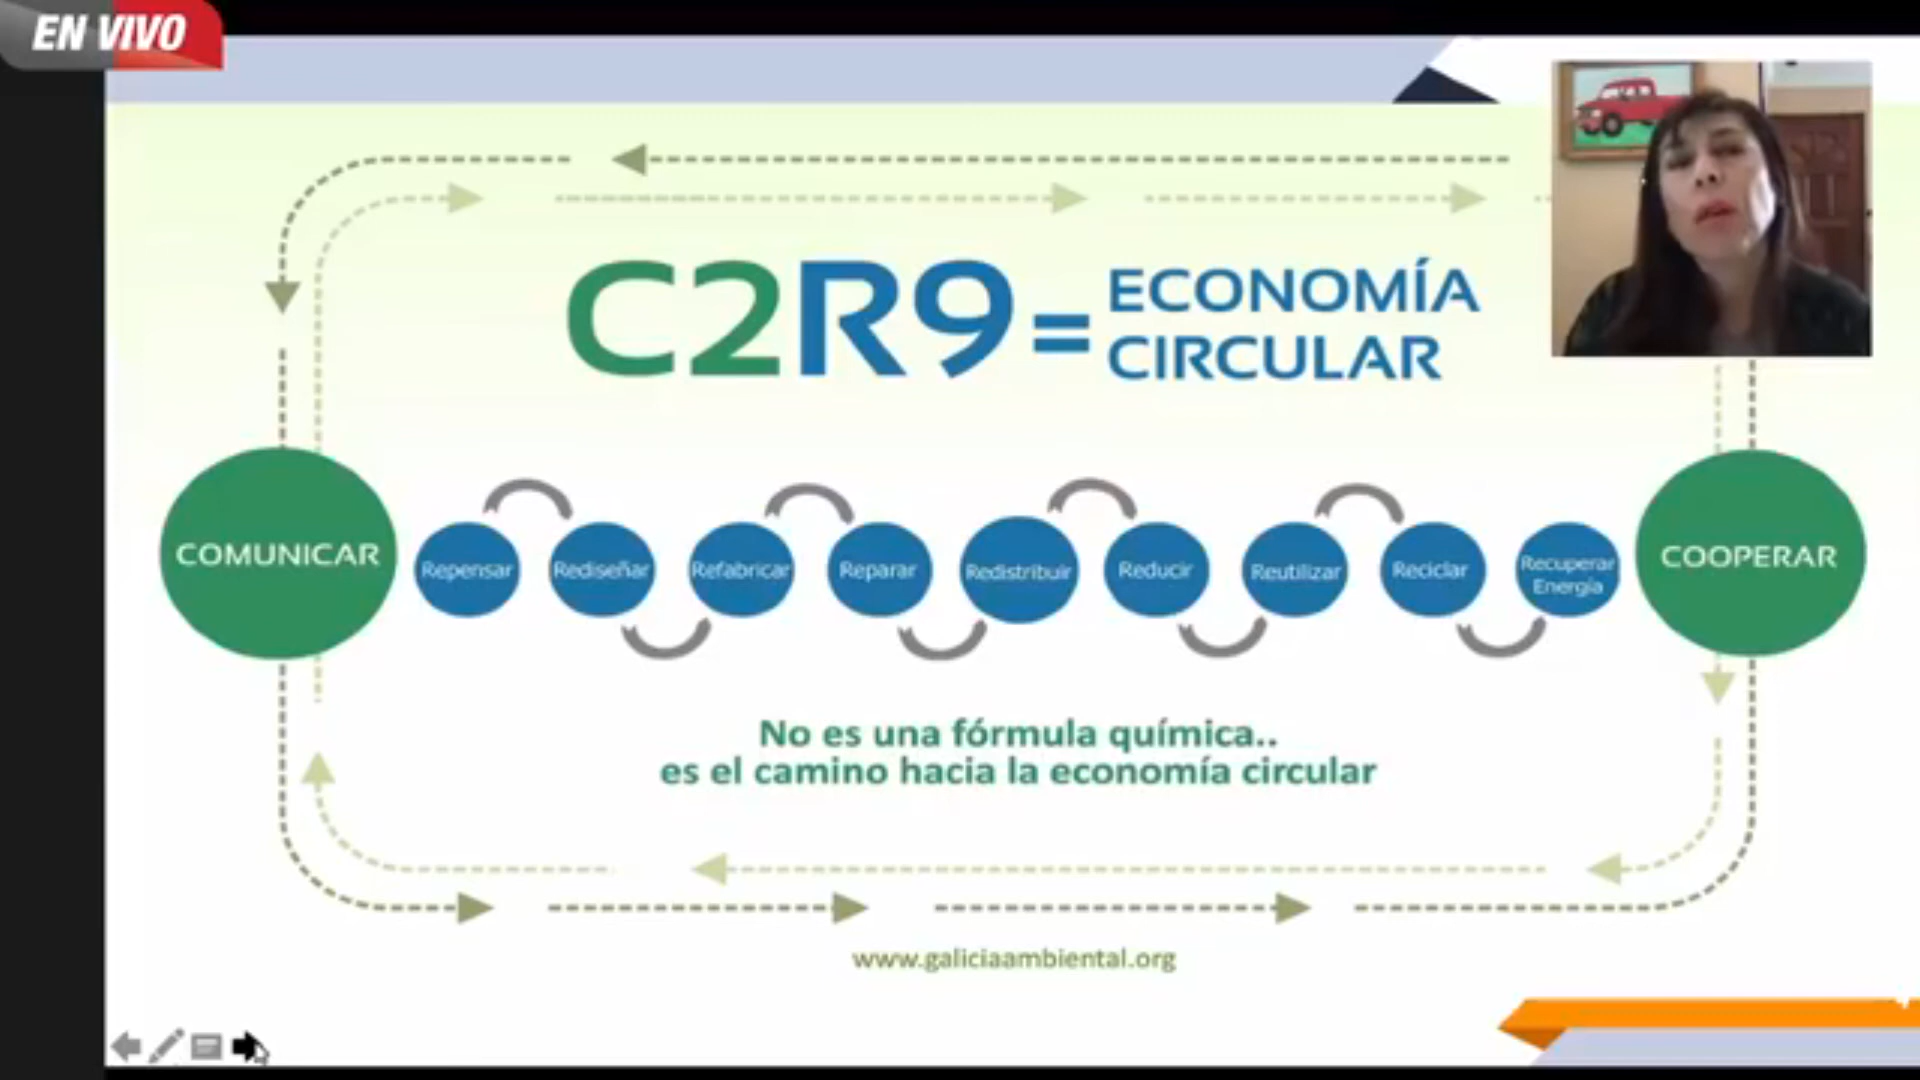 EN VIVO
C2R9 = ECONOMÍA
CIRCULAR
COMUNICAR
Repensar
Rediseñar
Refabricar
Reparar
Redistribuir
Reducir
Reutilizar
Reciclar
Recuperar
Energía
COOPERAR
No es una fórmula química..
es el camino hacia la economía circular
www.galiciaambiental.org